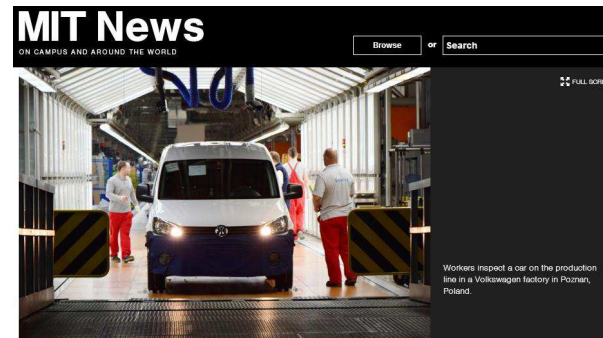 MIT News
ON CAMPUS AND AROUND THE WORLD
Browse or Search
FULL SCRE
Workers inspect a car on the production
line in a Volkswagen factory in Poznan,
Poland.